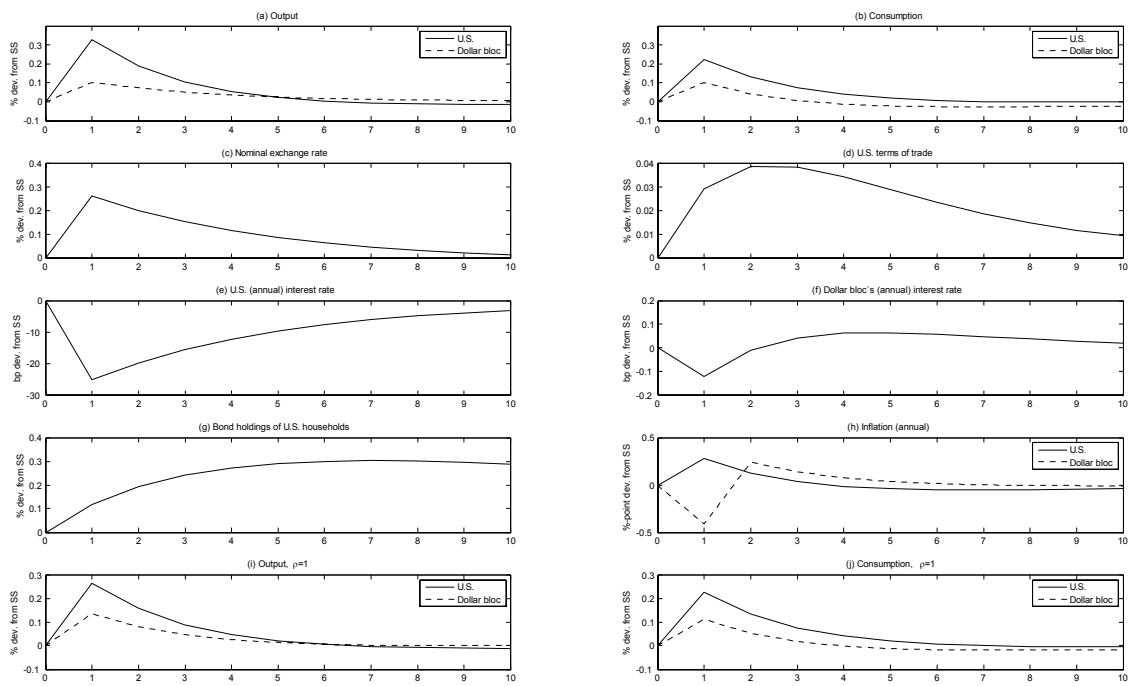 (a) Output
% dev. from SS
0.3
0.2
0.1
0
-0.1
U.S.
Dollar bloc
0 1 2 3 4 5 6 7 8 9 10
(b) Consumption
% dev. from SS
0.3
0.2
0.1
0
-0.1
U.S.
Dollar bloc
0 1 2 3 4 5 6 7 8 9 10
(c) Nominal exchange rate
% dev. from SS
0.4
0.3
0.2
0.1
0
0 1 2 3 4 5 6 7 8 9 10
(d) U.S. terms of trade
% dev. from SS
0.04
0.03
0.02
0.01
0
0 1 2 3 4 5 6 7 8 9 10
(e) U.S. (annual) interest rate
bp dev. from SS
0
-10
-20
-30
0 1 2 3 4 5 6 7 8 9 10
(f) Dollar bloc`s (annual) interest rate
bp dev. from SS
0.2
0.1
0
-0.1
-0.2
0 1 2 3 4 5 6 7 8 9 10
(g) Bond holdings of U.S. households
% dev. from SS
0.4
0.3
0.2
0.1
0
0 1 2 3 4 5 6 7 8 9 10
(h) Inflation (annual)
%-point dev. from SS
0.5
0
-0.5
U.S.
Dollar bloc
0 1 2 3 4 5 6 7 8 9 10
(i) Output, ρ=1
% dev. from SS
0.3
0.2
0.1
0
-0.1
U.S.
Dollar bloc
0 1 2 3 4 5 6 7 8 9 10
(j) Consumption, ρ=1
% dev. from SS
0.3
0.2
0.1
0
-0.1
U.S.
Dollar bloc
0 1 2 3 4 5 6 7 8 9 10